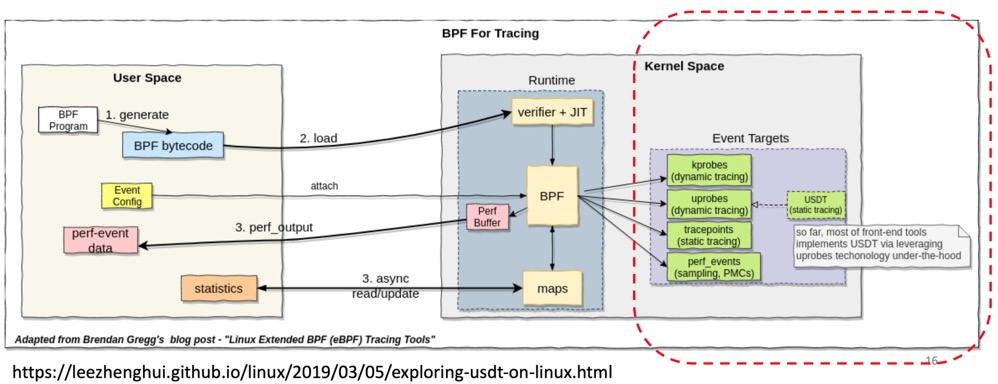 BPF For Tracing
User Space
Kernel Space
Runtime
BPF
Program
1. generate
BPF bytecode
2. load
verifier + JIT
Event Targets
kprobes
(dynamic tracing)
Event
Config
attach
BPF
uprobes
(dynamic tracing)
USDT
(static tracing)
Perf
Buffer
perf-event
data
3. perf_output
tracepoints
(static tracing)
so far, most of front-end tools
implements USDT via leveraging
uprobes techonology under-the-hood
perf_events
(sampling, PMCs)
statistics
3. async
read/update
maps
Adapted from Brendan Gregg's blog post - "Linux Extended BPF (eBPF) Tracing Tools"
16
https://leezhenghui.github.io/linux/2019/03/05/exploring-usdt-on-linux.html